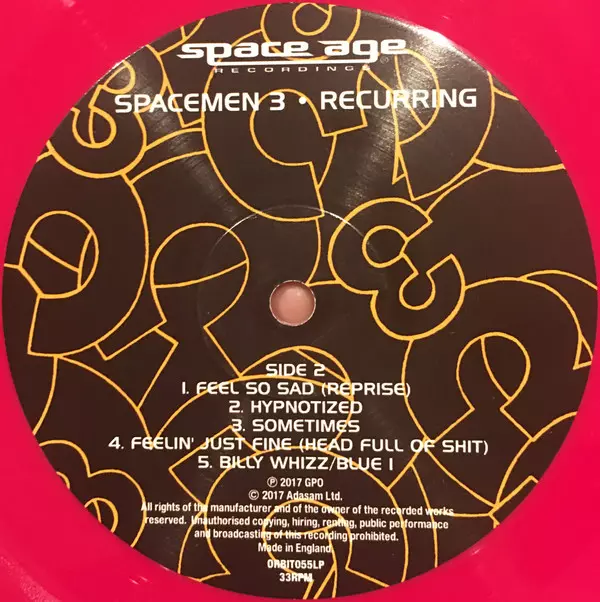 space age
RECORDINGS
SPACEMEN 3 • RECURRING
SIDE 2
1. FEEL SO SAD (REPRISE)
2. HYPNOTIZED
3. SOMETIMES
4. FEELIN' JUST FINE (HEAD FULL OF SHIT)
5. BILLY WHIZZ/BLUE 1
℗ 2017 GPO
© 2017 Adasam Ltd.
All rights of the manufacturer and of the owner of the recorded works
reserved. Unauthorised copying, hiring, renting, public performance
and broadcasting of this recording prohibited.
Made in England
ORBIT055LP
33RPM